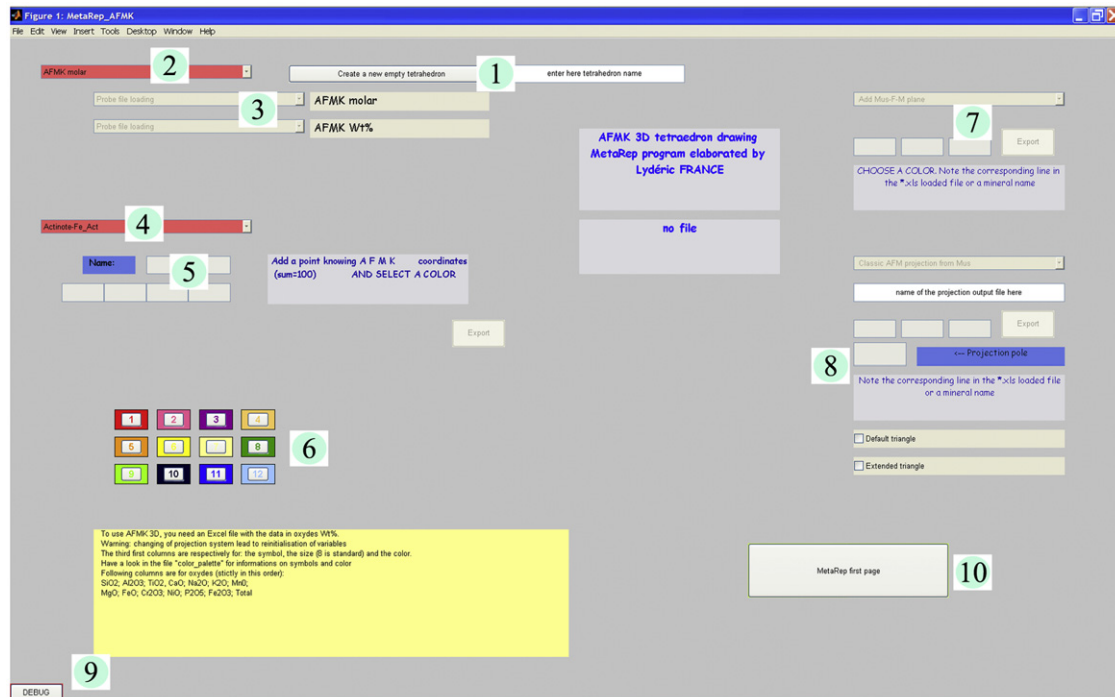 Figure 1: MetaRep_AFMK
File Edit View Insert Tools Desktop Window Help
AFMK molar
2
Create a new empty tetrahedron
1
enter here tetrahedron name
Probe file loading
3
AFMK molar
Probe file loading
AFMK Wt%
Add Mus-F-M plane
7
Export
CHOOSE A COLOR. Note the corresponding line in
the *.xls loaded file or a mineral name
AFMK 3D tetraedron drawing
MetaRep program elaborated by
Lydéric FRANCE
no file
Actinote-Fe_Act
4
Name:
5
Add a point knowing A F M K coordinates
(sum=100) AND SELECT A COLOR
Export
Classic AFM projection from Mus
name of the projection output file here
Export
8
<-- Projection pole
Note the corresponding line in the *.xls loaded file
or a mineral name
Default triangle
Extended triangle
1 2 3 4
5 6 8
9 10 11 12
6
To use AFMK 3D, you need an Excel file with the data in oxydes Wt%.
Warning: changing of projection system lead to reinitialisation of variables
The third first columns are respectively for: the symbol, the size (8 is standard) and the color.
Have a look in the file "color_palette" for informations on symbols and color
Following columns are for oxydes (stictly in this order):
SiO2; Al2O3; TiO2, CaO; Na2O; K2O; MnO;
MgO; FeO; Cr2O3; NiO; P2O5; Fe2O3; Total
MetaRep first page
10
9
DEBUG